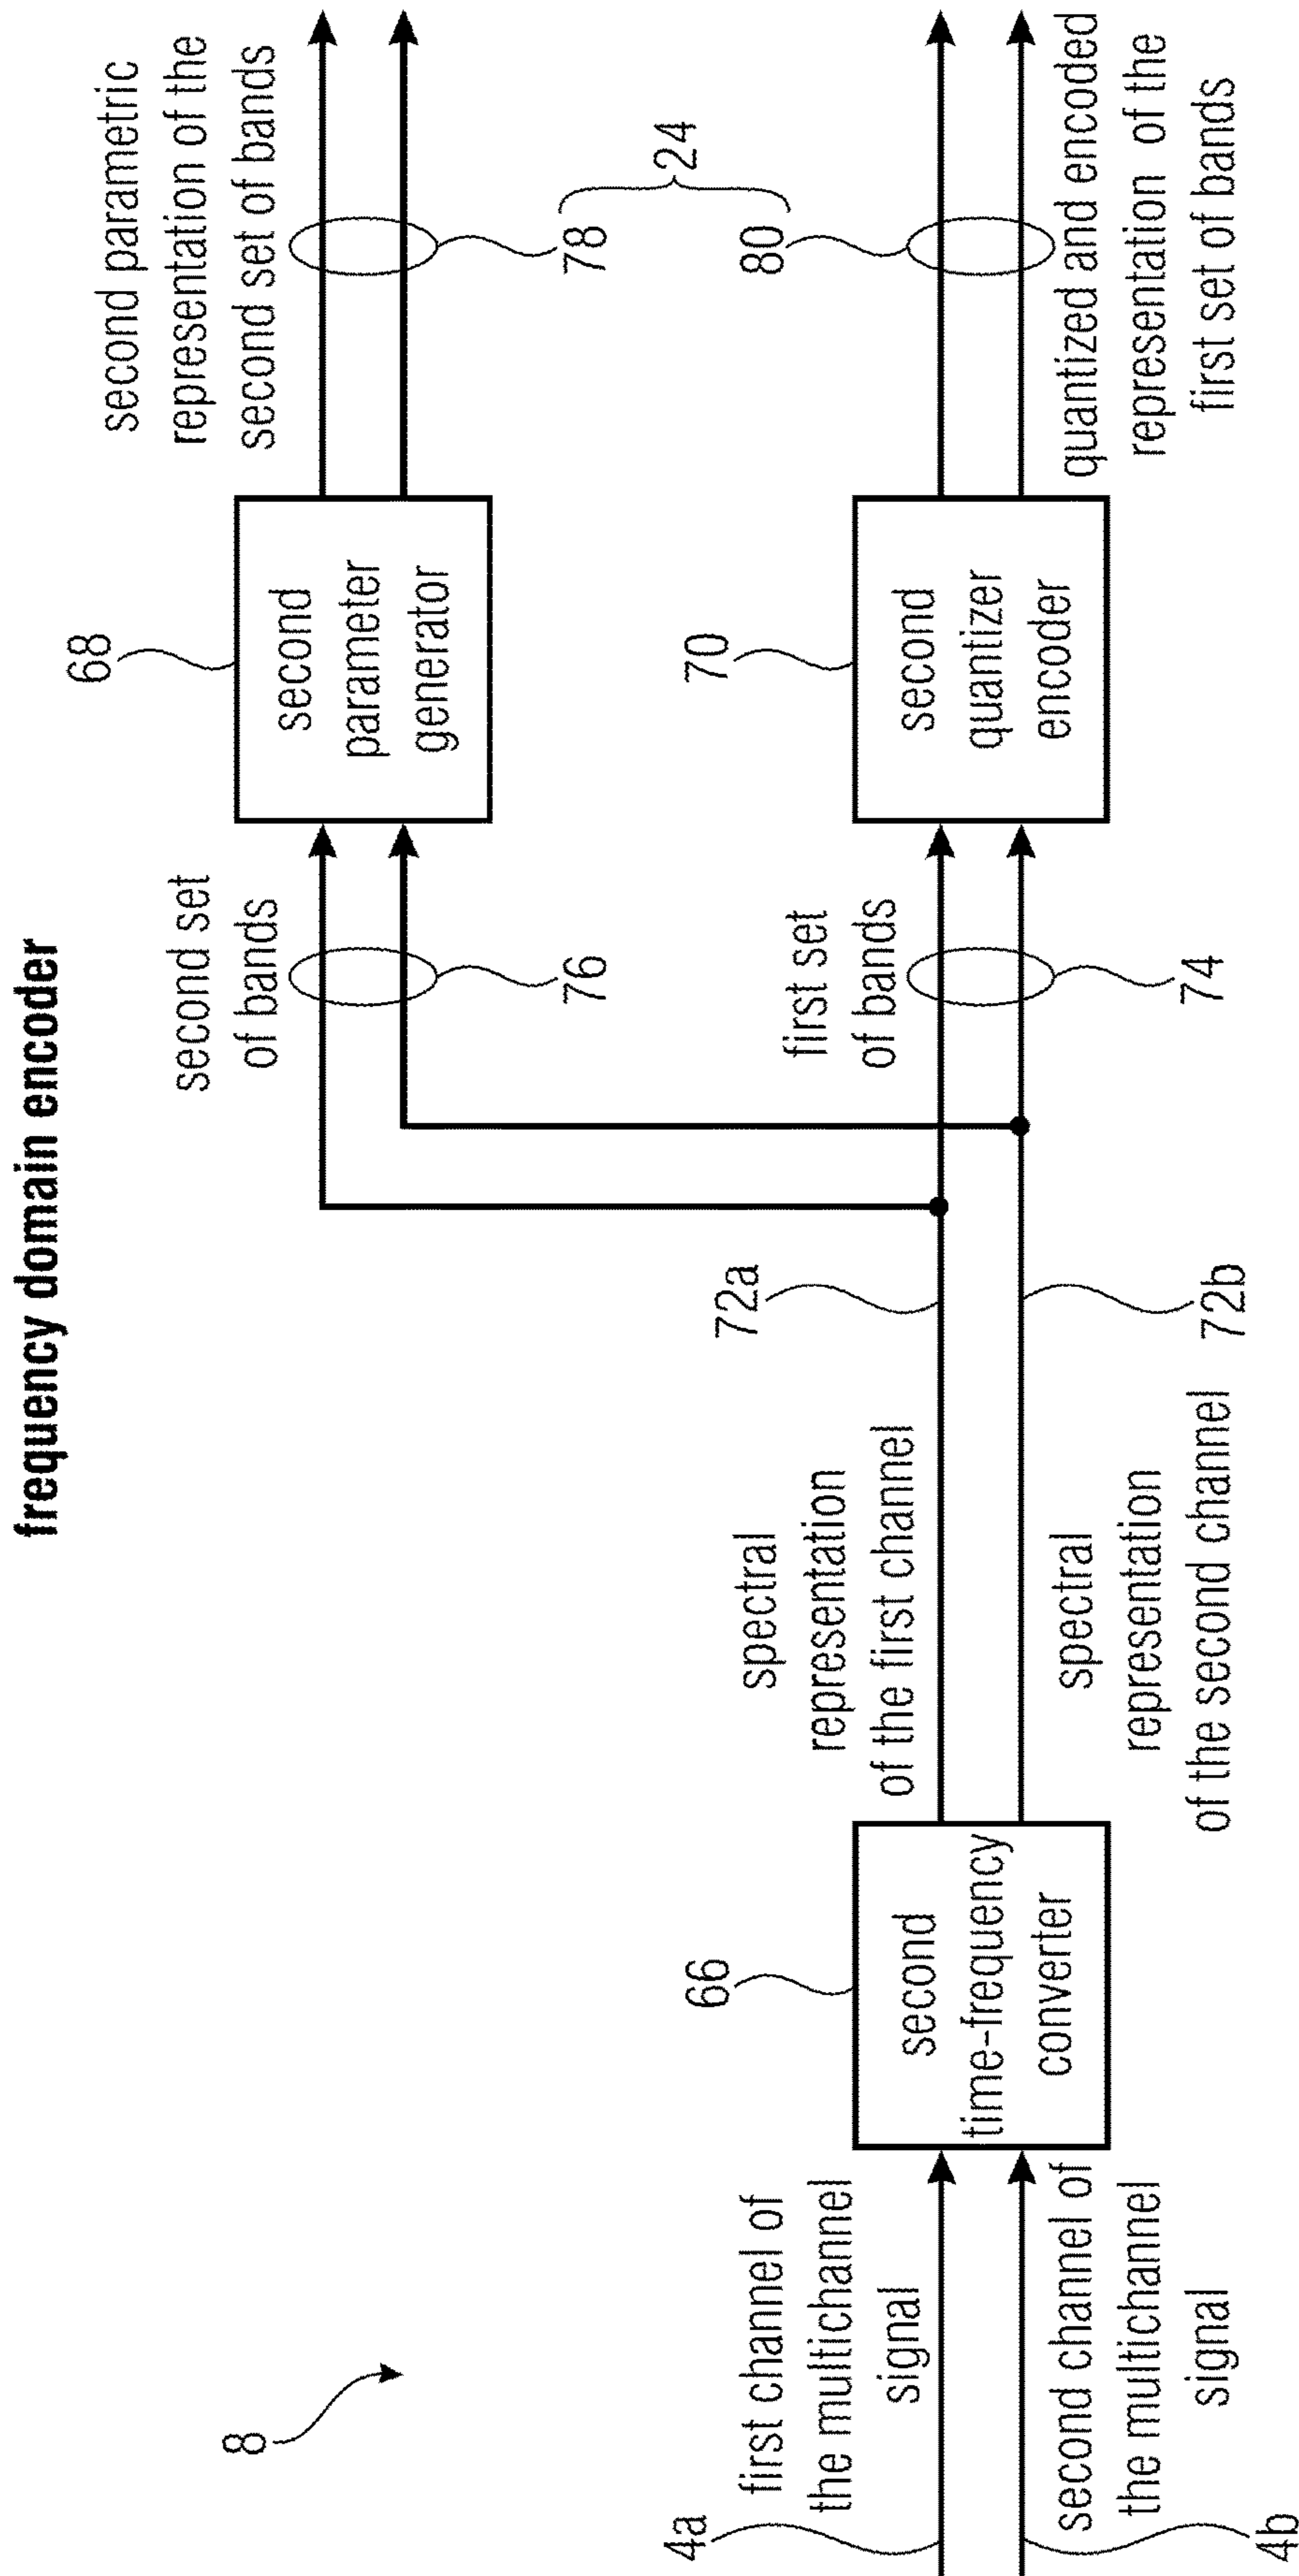 frequency domain encoder
8
4a
first channel of
the multichannel
signal
second channel of
the multichannel
signal
4b
66
second
time-frequency
converter
spectral
representation
of the first channel
72a
spectral
representation
of the second channel
72b
second set
of bands
76
first set
of bands
74
68
second
parameter
generator
70
second
quantizer
encoder
second parametric
representation of the
second set of bands
78
24
80
quantized and encoded
representation of the
first set of bands